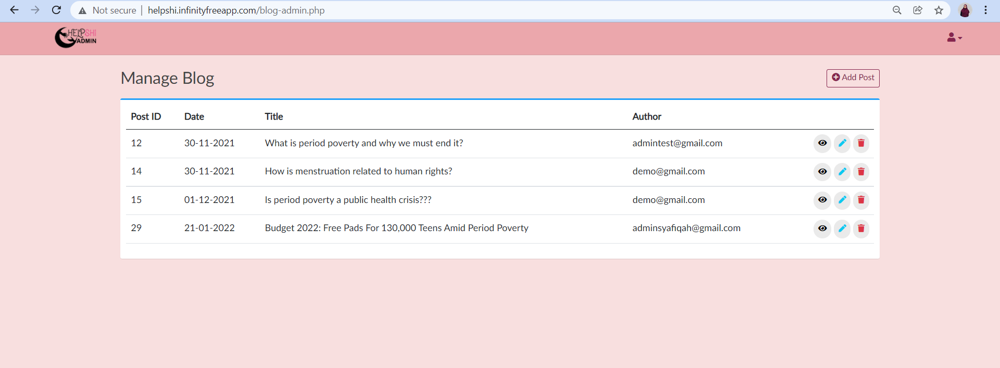 Not secure | helpshi.infinityfreeapp.com/blog-admin.php
HELPSHI
ADMIN
Manage Blog
Add Post
Post ID Date Title Author
12 30-11-2021 What is period poverty and why we must end it? admintest@gmail.com
14 30-11-2021 How is menstruation related to human rights? demo@gmail.com
15 01-12-2021 Is period poverty a public health crisis??? demo@gmail.com
29 21-01-2022 Budget 2022: Free Pads For 130,000 Teens Amid Period Poverty adminsyafiqah@gmail.com